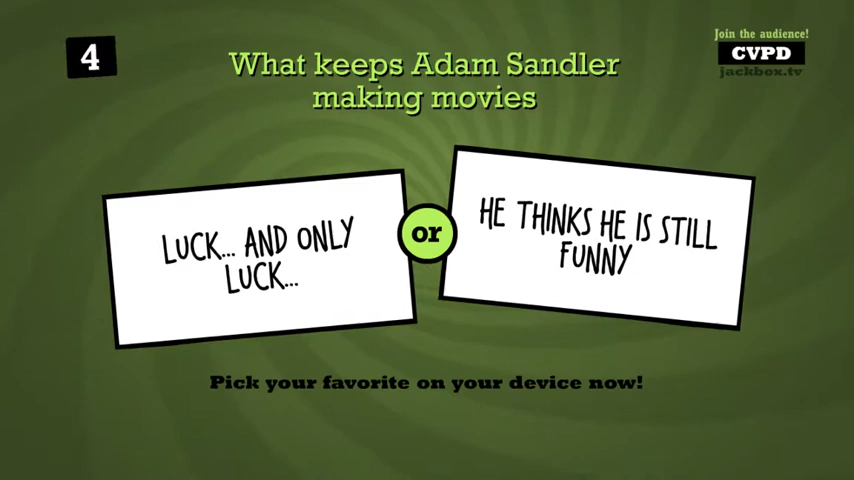 4
What keeps Adam Sandler
making movies
Join the audience!
CVPD
jackbox.tv
LUCK... AND ONLY
LUCK...
or
HE THINKS HE IS STILL
FUNNY
Pick your favorite on your device now!